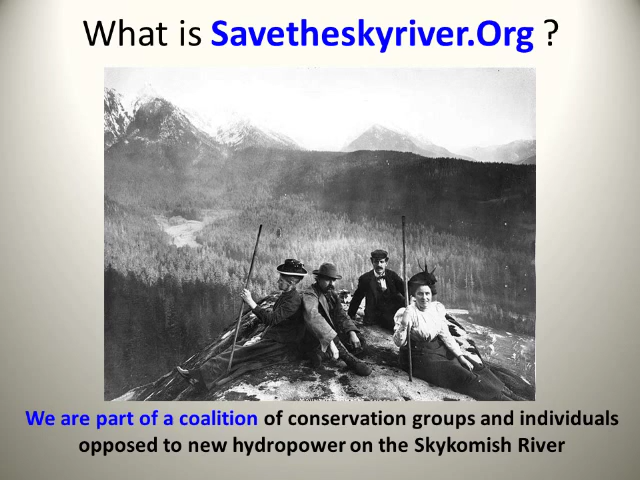 What is Savetheskyriver.Org ?
We are part of a coalition of conservation groups and individuals
opposed to new hydropower on the Skykomish River